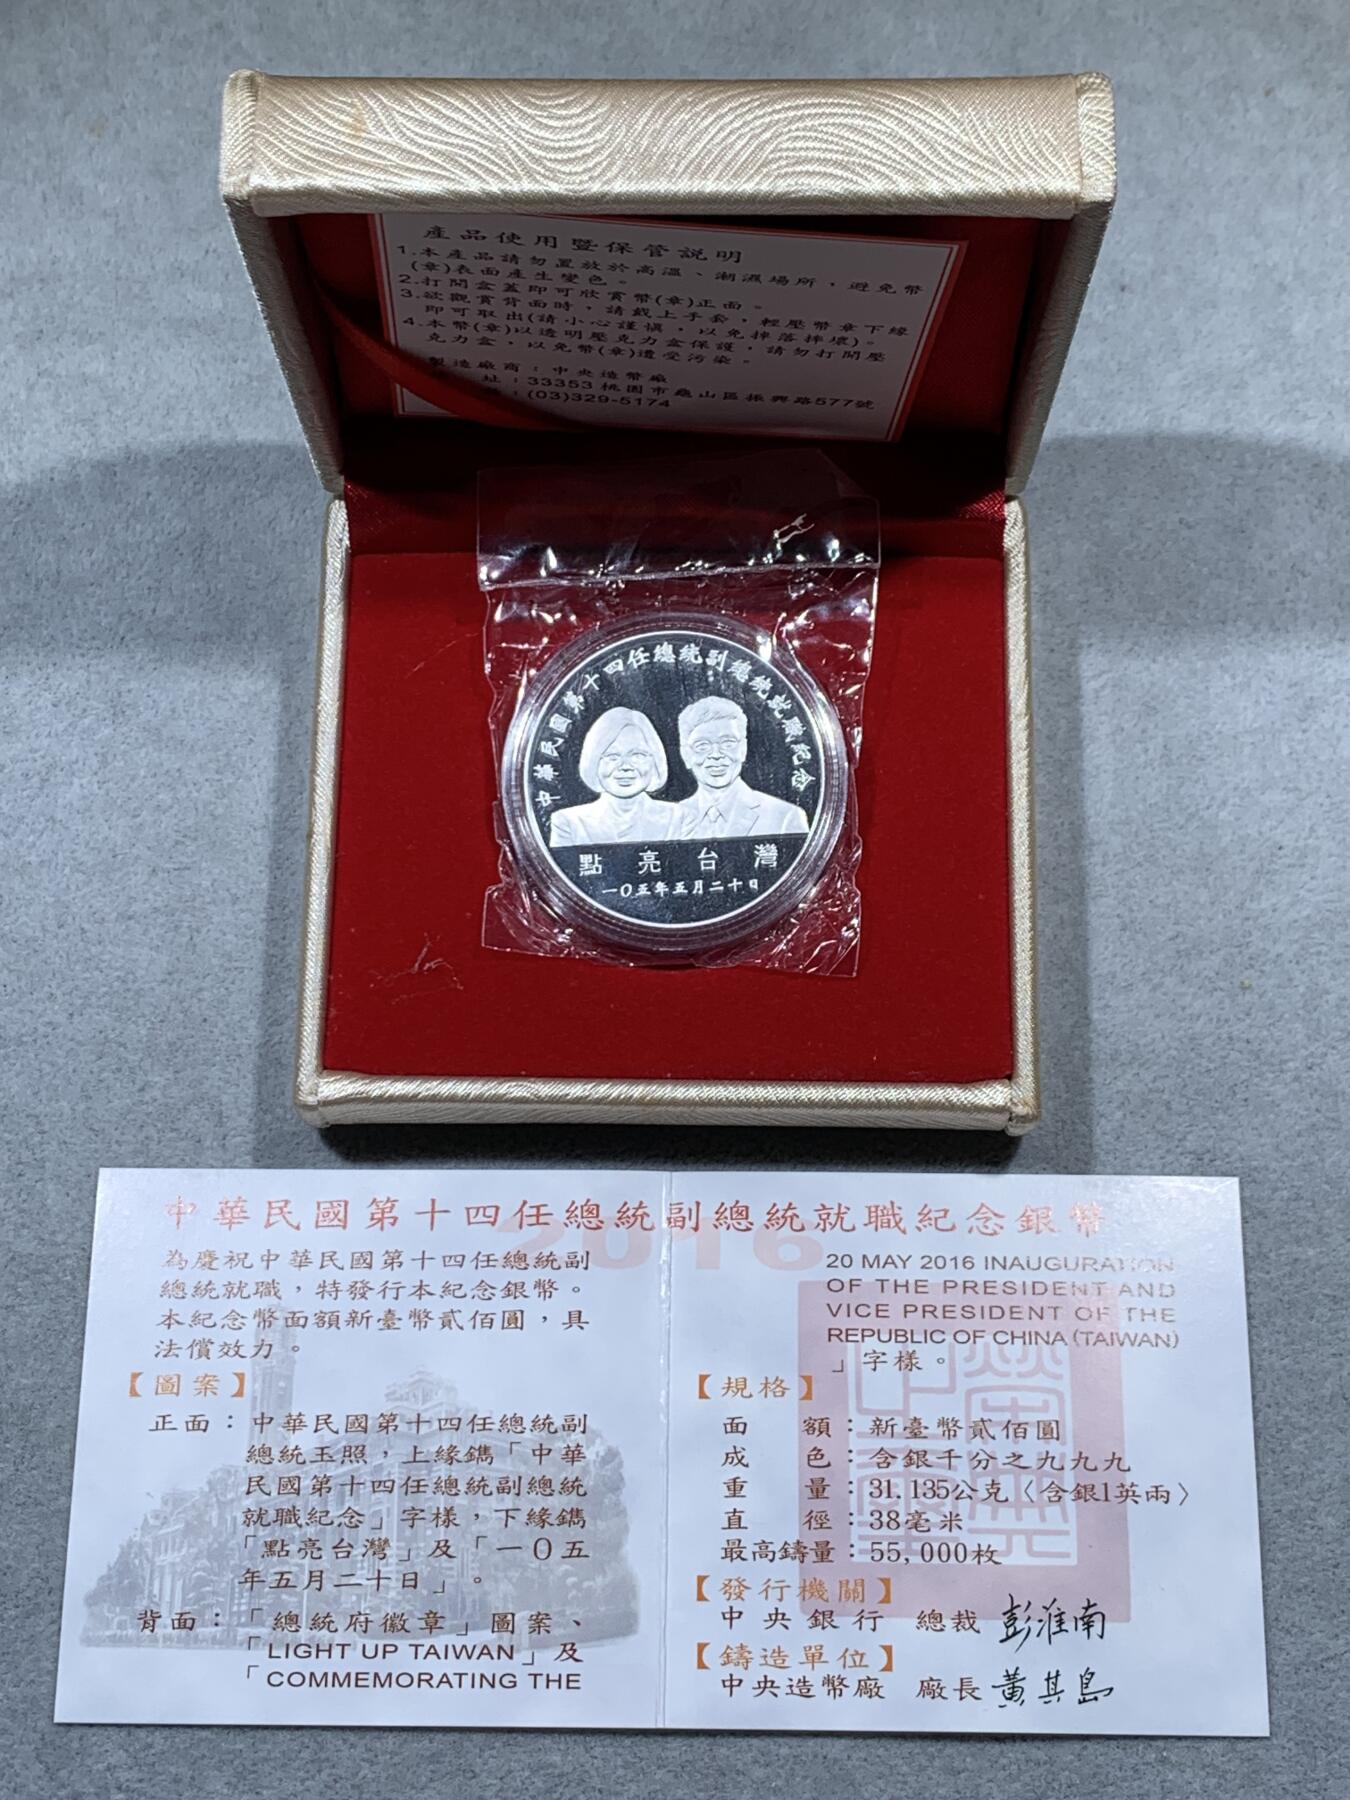 產品使用暨保管説明
1.本產品請勿置放於高溫、潮濕場所，避免幣
(章)表面產生變色。
2.打開盒蓋即可欣賞幣(章)正面。
3.欲觀賞背面時，請戴上手套，輕壓幣章下緣
即可取出(請小心謹慎，以免掉落摔壞)。
4.本幣(章)以透明壓克力盒保護，請勿打開壓
克力盒，以免幣(章)遭受污染。
製造廠商：中央造幣廠
址：33353桃園市龜山區振興路577號
：(03)329-5174
中華民國第十四任總統副總統就職紀念
點亮台灣
一O五年五月二十日
中華民國第十四任總統副總統就職紀念銀幣
2016
為慶祝中華民國第十四任總統副
總統就職，特發行本紀念銀幣。
本紀念幣面額新臺幣貳佰圓，具
法償效力。
【圖案】
正面：中華民國第十四任總統副
總統玉照，上緣鐫「中華
民國第十四任總統副總統
就職紀念」字樣，下緣鐫
「點亮台灣」及「一O五
年五月二十日」。
背面：「總統府徽章」圖案、
「LIGHT UP TAIWAN」及
「COMMEMORATING THE
20 MAY 2016 INAUGURATION
OF THE PRESIDENT AND
VICE PRESIDENT OF THE
REPUBLIC OF CHINA (TAIWAN)
」字樣。
【規格】
面額：新臺幣貳佰圓
成色：含銀千分之九九九
重量：31.135公克〈含銀1英兩〉
直徑：38毫米
最高鑄量：55,000枚
【發行機關】
中央銀行 總裁 彭淮南
【鑄造單位】
中央造幣廠 廠長 黃其島